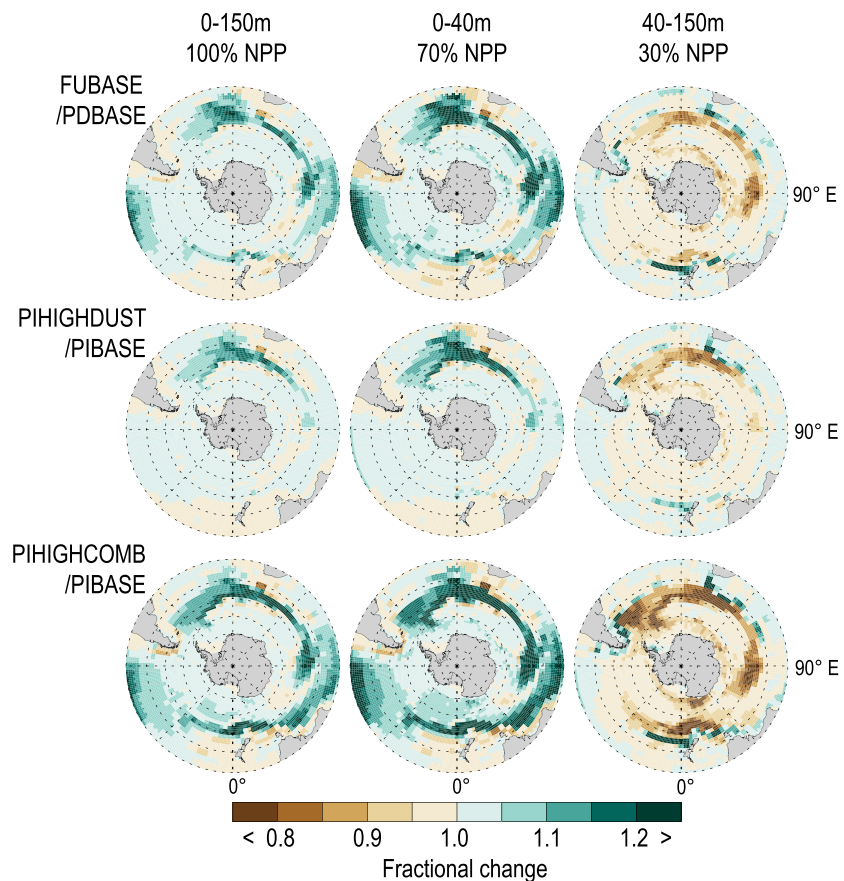 0-150m
100% NPP
0-40m
70% NPP
40-150m
30% NPP
FUBASE
/PDBASE
90° E
PIHIGHDUST
/PIBASE
90° E
PIHIGHCOMB
/PIBASE
90° E
0°
0°
0°
< 0.8 0.9 1.0 1.1 1.2 >
Fractional change